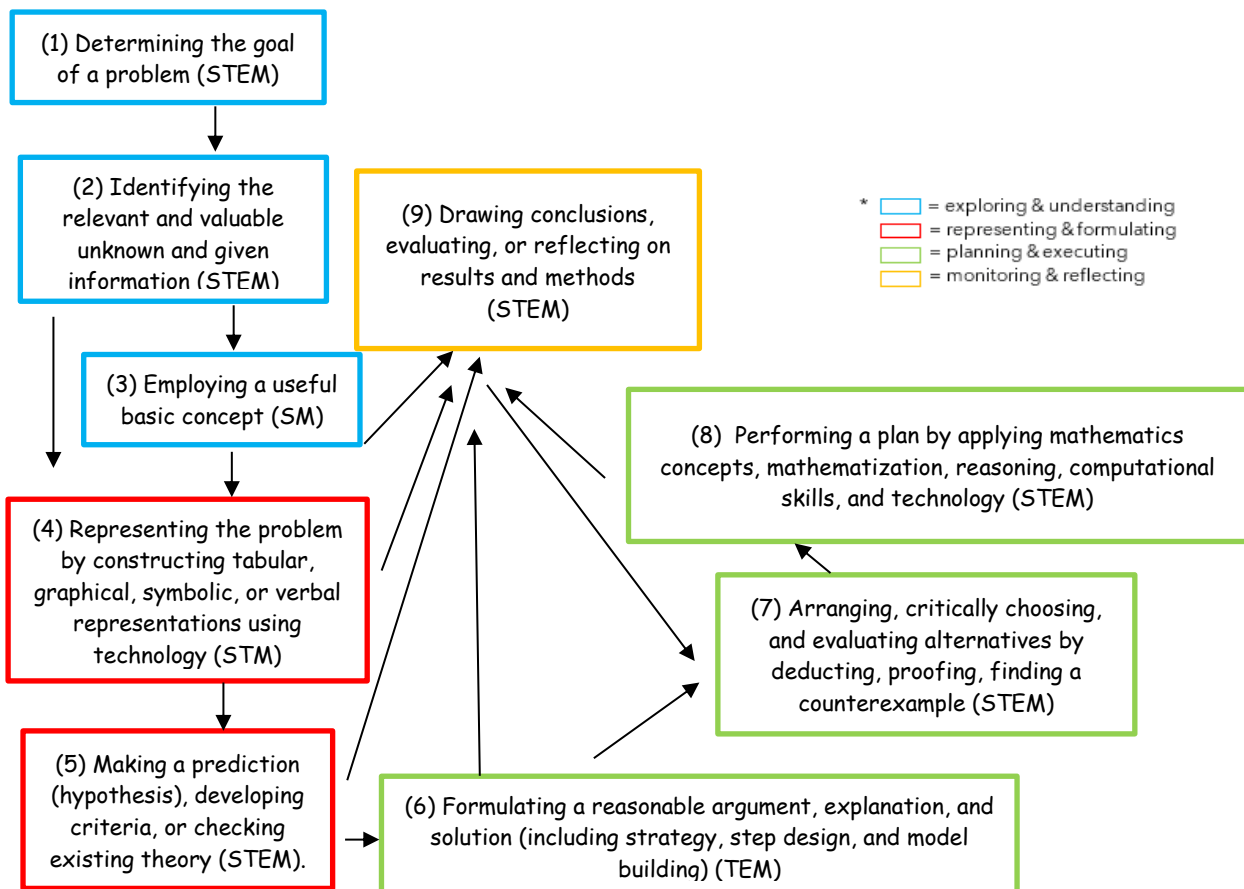 (1) Determining the goal
of a problem (STEM)
(2) Identifying the
relevant and valuable
unknown and given
information (STEM)
(3) Employing a useful
basic concept (SM)
(4) Representing the problem
by constructing tabular,
graphical, symbolic, or verbal
representations using
technology (STM)
(5) Making a prediction
(hypothesis), developing
criteria, or checking
existing theory (STEM).
(6) Formulating a reasonable argument, explanation, and
solution (including strategy, step design, and model
building) (TEM)
(7) Arranging, critically choosing,
and evaluating alternatives by
deducting, proofing, finding a
counterexample (STEM)
(8) Performing a plan by applying mathematics
concepts, mathematization, reasoning, computational
skills, and technology (STEM)
(9) Drawing conclusions,
evaluating, or reflecting on
results and methods
(STEM)
* = exploring & understanding
= representing & formulating
= planning & executing
= monitoring & reflecting